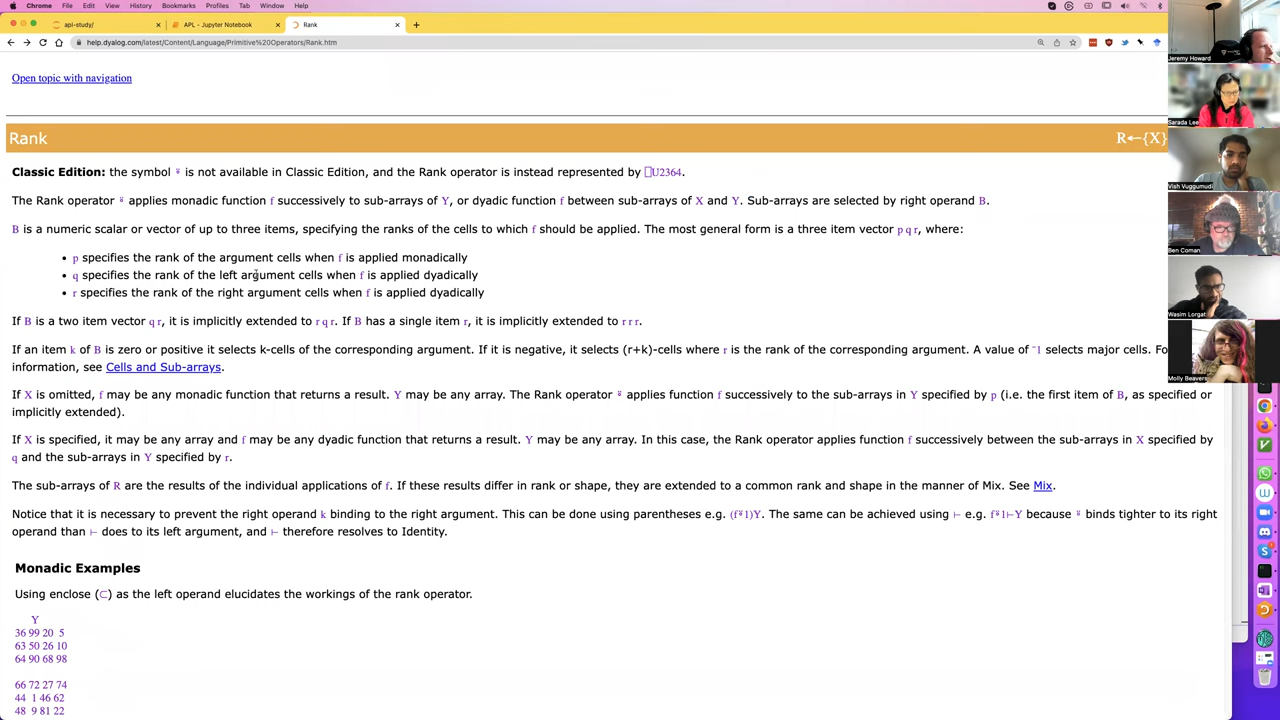 Chrome File Edit View History Bookmarks Profiles Tab Window Help
apl-study/ APL - Jupyter Notebook Rank
help.dyalog.com/latest/Content/Language/Primitive%20Operators/Rank.htm
Open topic with navigation
Rank R←{X}
Classic Edition: the symbol ⍤ is not available in Classic Edition, and the Rank operator is instead represented by ⎕U2364.
The Rank operator ⍤ applies monadic function f successively to sub-arrays of Y, or dyadic function f between sub-arrays of X and Y. Sub-arrays are selected by right operand B.
B is a numeric scalar or vector of up to three items, specifying the ranks of the cells to which f should be applied. The most general form is a three item vector p q r, where:
• p specifies the rank of the argument cells when f is applied monadically
• q specifies the rank of the left argument cells when f is applied dyadically
• r specifies the rank of the right argument cells when f is applied dyadically
If B is a two item vector q r, it is implicitly extended to r q r. If B has a single item r, it is implicitly extended to r r r.
If an item k of B is zero or positive it selects k-cells of the corresponding argument. If it is negative, it selects (r+k)-cells where r is the rank of the corresponding argument. A value of ¯1 selects major cells. Fo
information, see Cells and Sub-arrays.
If X is omitted, f may be any monadic function that returns a result. Y may be any array. The Rank operator ⍤ applies function f successively to the sub-arrays in Y specified by p (i.e. the first item of B, as specified or
implicitly extended).
If X is specified, it may be any array and f may be any dyadic function that returns a result. Y may be any array. In this case, the Rank operator applies function f successively between the sub-arrays in X specified by
q and the sub-arrays in Y specified by r.
The sub-arrays of R are the results of the individual applications of f. If these results differ in rank or shape, they are extended to a common rank and shape in the manner of Mix. See Mix.
Notice that it is necessary to prevent the right operand k binding to the right argument. This can be done using parentheses e.g. (f⍤1)Y. The same can be achieved using ⊢ e.g. f⍤1⊢Y because ⍤ binds tighter to its right
operand than ⊢ does to its left argument, and ⊢ therefore resolves to Identity.
Monadic Examples
Using enclose (⊂) as the left operand elucidates the workings of the rank operator.
Y
36 99 20 5
63 50 26 10
64 90 68 98
66 72 27 74
44 1 46 62
48 9 81 22
Jeremy Howard
Sarada Lee
Vish Vuggumudi
Ben Coman
Wasim Lorgat
Molly Beavers